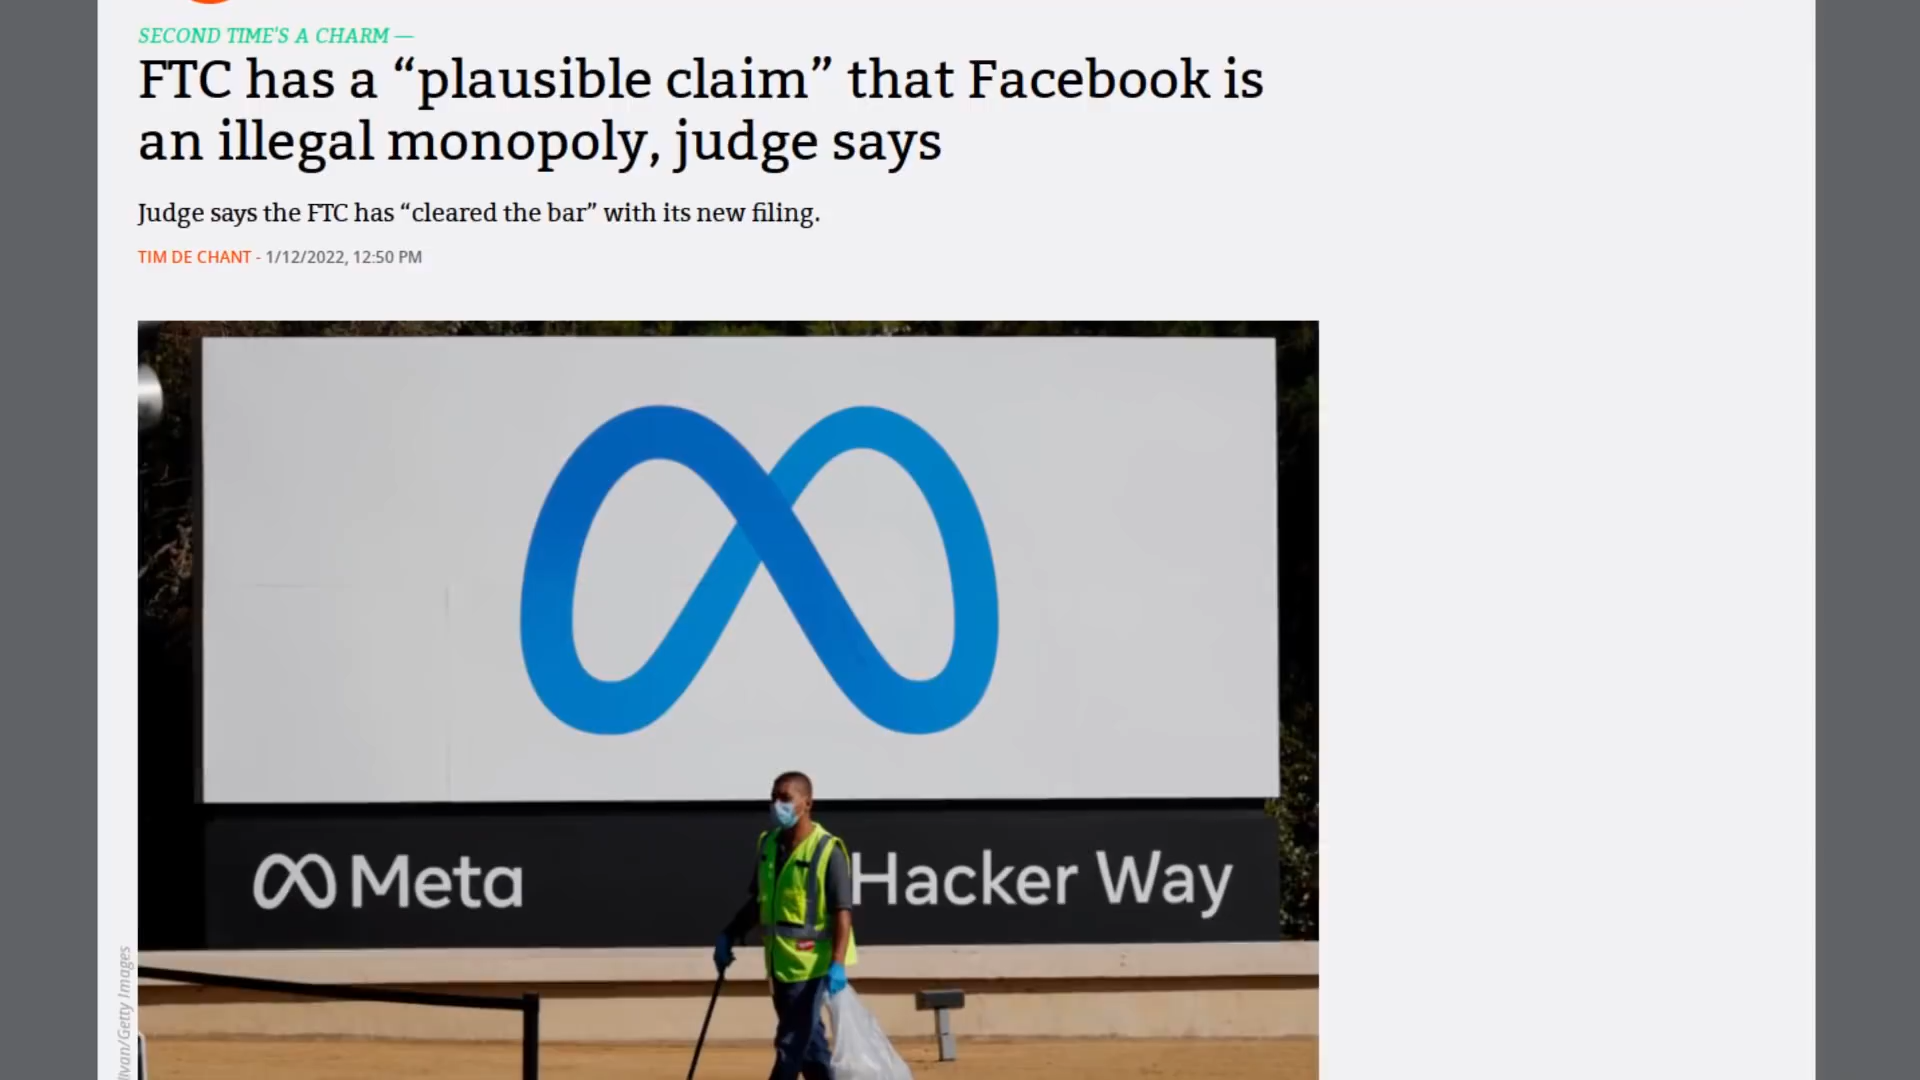 SECOND TIME'S A CHARM —
FTC has a “plausible claim” that Facebook is
an illegal monopoly, judge says
Judge says the FTC has “cleared the bar” with its new filing.
TIM DE CHANT - 1/12/2022, 12:50 PM
Meta
Hacker Way
/Getty Images